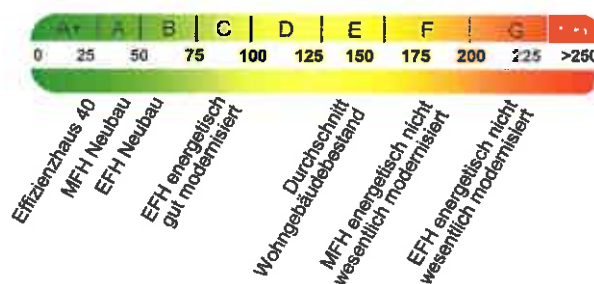 A+ A B C D E F G
0 25 50 75 100 125 150 175 200 225 >250
Effizienzhaus 40
MFH Neubau
EFH Neubau
EFH energetisch
gut modernisiert
Durchschnitt
Wohngebäudebestand
MFH energetisch nicht
wesentlich modernisiert
EFH energetisch nicht
wesentlich modernisiert